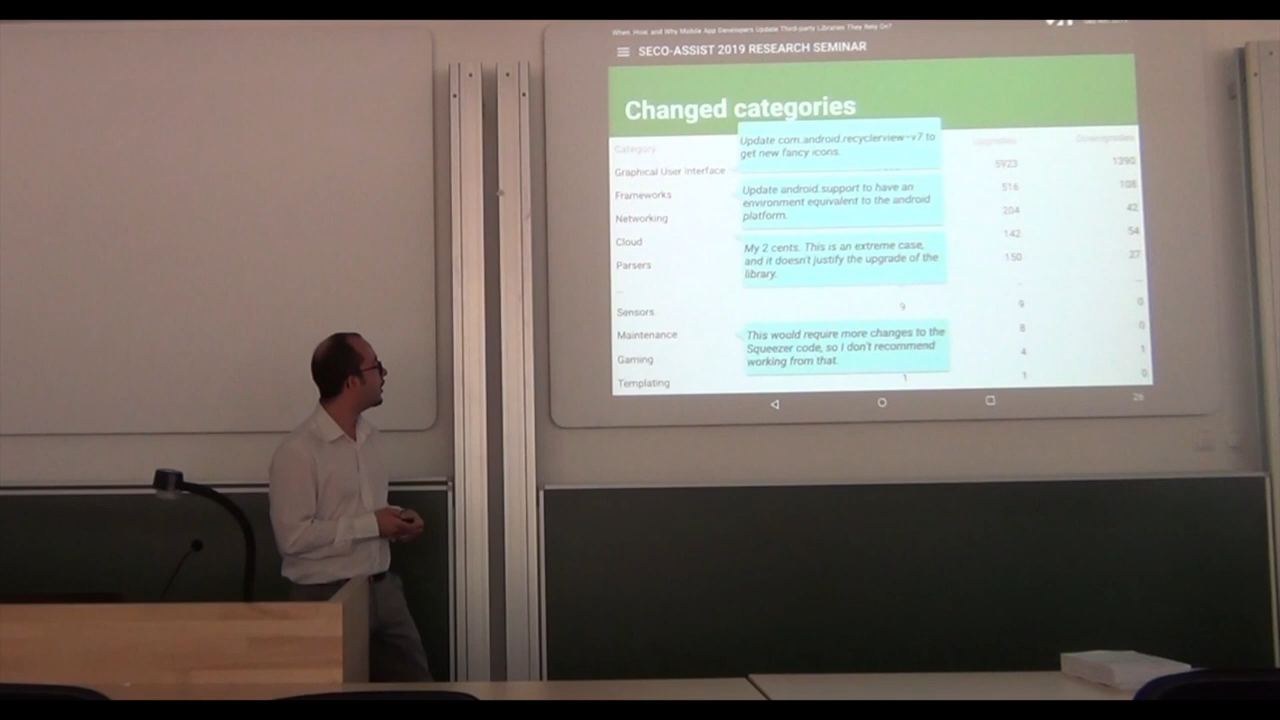 When, How, and Why Mobile App Developers Update Third-party Libraries They Rely On?
SECO-ASSIST 2019 RESEARCH SEMINAR
Changed categories
Category Upgrades Downgrades
Update com.android.recyclerview-v7 to
get new fancy icons.
Graphical User Interface 5923 1390
Update android.support to have an
environment equivalent to the android
platform.
Frameworks 516 108
Networking 204 42
Cloud 142 54
My 2 cents. This is an extreme case,
and it doesn't justify the upgrade of the
library.
Parsers 150 27
...
Sensors 9 9 0
Maintenance 8 0
This would require more changes to the
Squeezer code, so I don't recommend
working from that.
Gaming 4 1
Templating 1 1 0
26